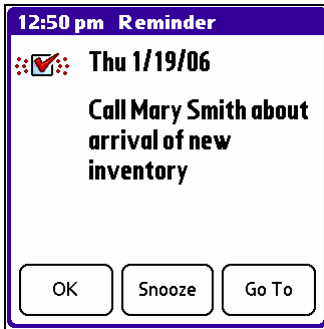 12:50 pm Reminder
Thu 1/19/06
Call Mary Smith about
arrival of new
inventory
OK Snooze Go To